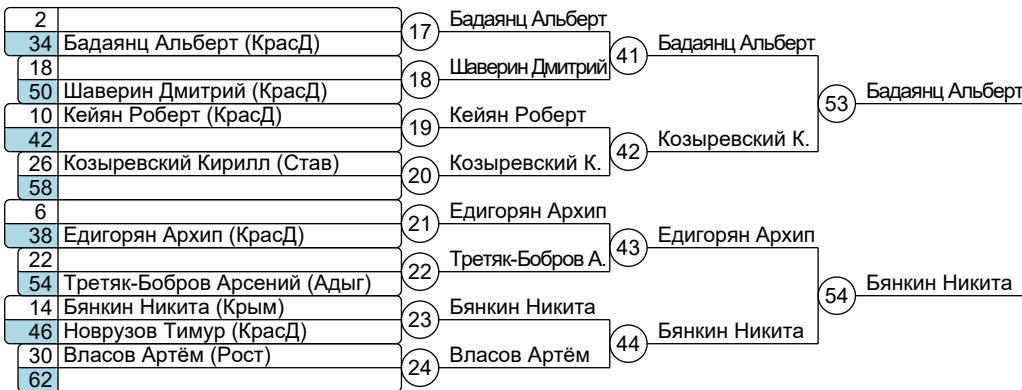 2
34 Бадаянц Альберт (КрасД)
18
50 Шаверин Дмитрий (КрасД)
10 Кейян Роберт (КрасД)
42
26 Козыревский Кирилл (Став)
58
6
38 Едигорян Архип (КрасД)
22
54 Третяк-Бобров Арсений (Адыг)
14 Бянкин Никита (Крым)
46 Новрузов Тимур (КрасД)
30 Власов Артём (Рост)
62
17 Бадаянц Альберт
18 Шаверин Дмитрий
19 Кейян Роберт
20 Козыревский К.
21 Едигорян Архип
22 Третяк-Бобров А.
23 Бянкин Никита
24 Власов Артём
41 Бадаянц Альберт
42 Козыревский К.
43 Едигорян Архип
44 Бянкин Никита
53 Бадаянц Альберт
54 Бянкин Никита